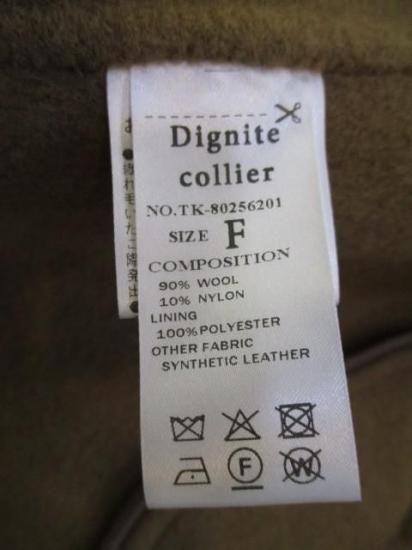 Dignite
collier
NO.TK-80256201
SIZE F
COMPOSITION
90% WOOL
10% NYLON
LINING
100%POLYESTER
OTHER FABRIC
SYNTHETIC LEATHER
F
W